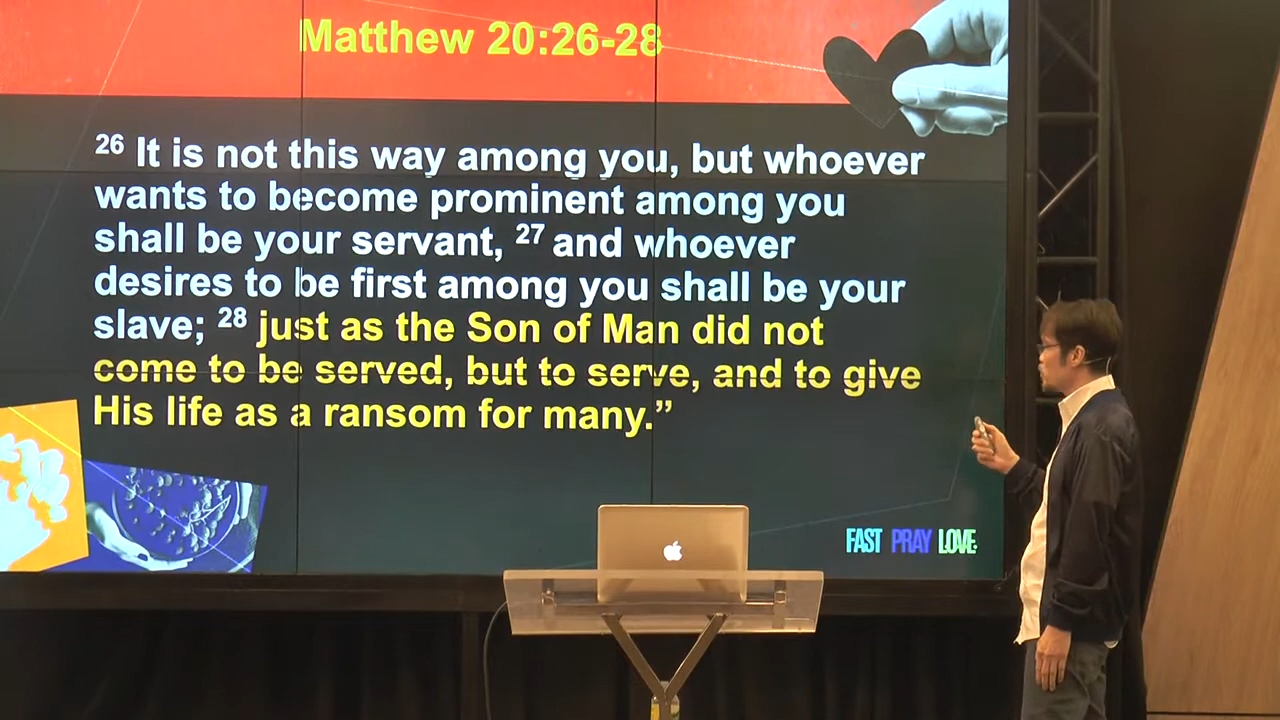 Matthew 20:26-28
26 It is not this way among you, but whoever
wants to become prominent among you
shall be your servant, 27 and whoever
desires to be first among you shall be your
slave; 28 just as the Son of Man did not
come to be served, but to serve, and to give
His life as a ransom for many.”
FAST PRAY LOVE